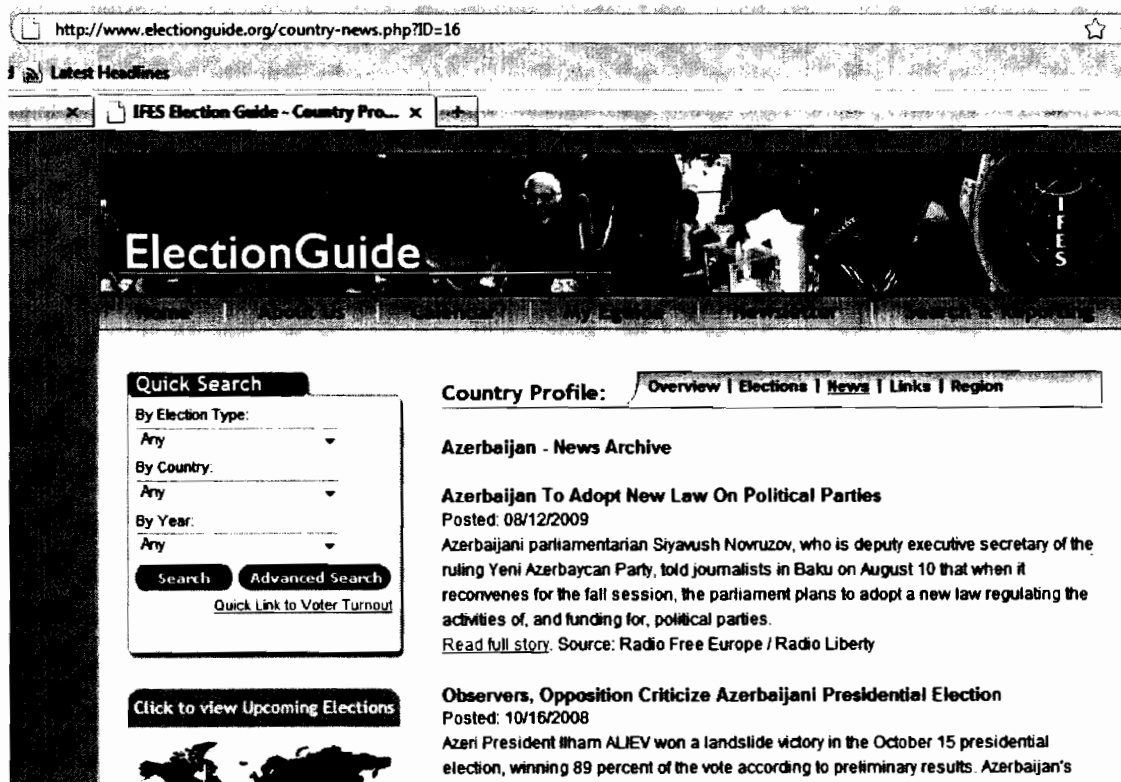 http://www.electionguide.org/country-news.php?ID=16
Latest Headlines
IFES Election Guide - Country Pro...
IFES
ElectionGuide
Home | About Us | Calendar | | Newsletter |
Quick Search
By Election Type:
Any
By Country:
Any
By Year:
Any
Search Advanced Search
Quick Link to Voter Turnout
Click to view Upcoming Elections
Country Profile: Overview | Elections | News | Links | Region
Azerbaijan - News Archive
Azerbaijan To Adopt New Law On Political Parties
Posted: 08/12/2009
Azerbaijani parliamentarian Siyavush Novruzov, who is deputy executive secretary of the
ruling Yeni Azerbaycan Party, told journalists in Baku on August 10 that when it
reconvenes for the fall session, the parliament plans to adopt a new law regulating the
activities of, and funding for, political parties.
Read full story. Source: Radio Free Europe / Radio Liberty
Observers, Opposition Criticize Azerbaijani Presidential Election
Posted: 10/16/2008
Azeri President Ilham ALIEV won a landslide victory in the October 15 presidential
election, winning 89 percent of the vote according to preliminary results. Azerbaijan's